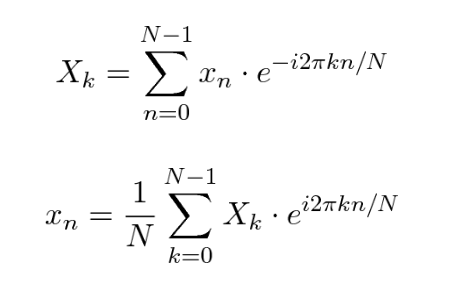 X_k = \sum_{n=0}^{N-1} x_n \cdot e^{-i2\pi kn/N}
x_n = \frac{1}{N} \sum_{k=0}^{N-1} X_k \cdot e^{i2\pi kn/N}